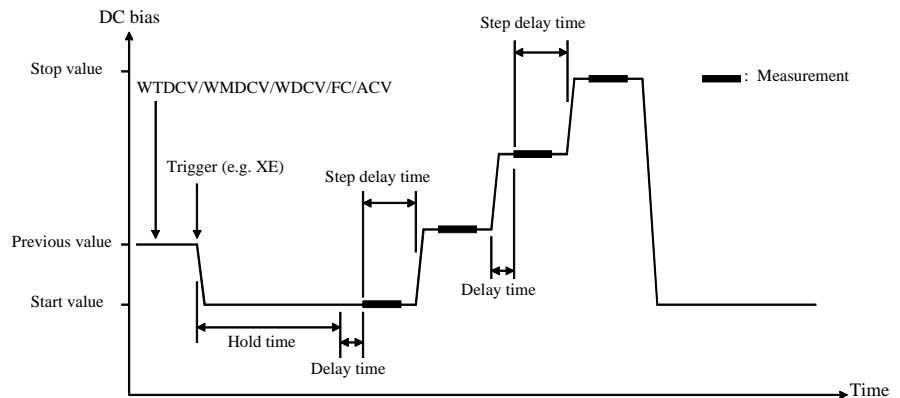 DC bias
Step delay time
Stop value
: Measurement
WTDCV/WMDCV/WDCV/FC/ACV
Trigger (e.g. XE)
Step delay time
Previous value
Delay time
Start value
Hold time
Delay time
Time